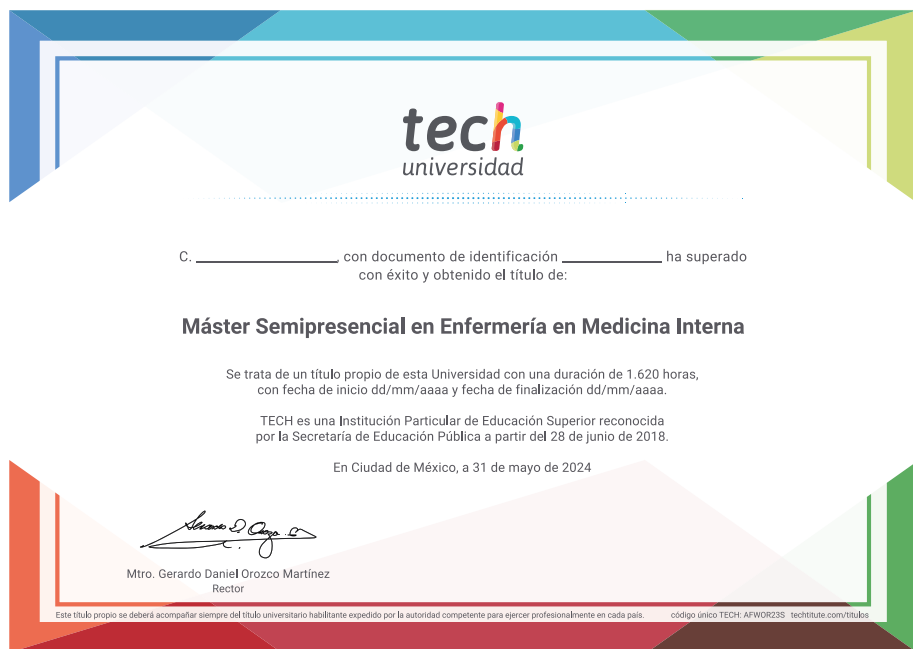 tech
universidad
C. ____________________, con documento de identificación ______________ ha superado
con éxito y obtenido el título de:
Máster Semipresencial en Enfermería en Medicina Interna
Se trata de un título propio de esta Universidad con una duración de 1.620 horas,
con fecha de inicio dd/mm/aaaa y fecha de finalización dd/mm/aaaa.
TECH es una Institución Particular de Educación Superior reconocida
por la Secretaría de Educación Pública a partir del 28 de junio de 2018.
En Ciudad de México, a 31 de mayo de 2024
Mtro. Gerardo Daniel Orozco Martínez
Rector
Este título propio se deberá acompañar siempre del título universitario habilitante expedido por la autoridad competente para ejercer profesionalmente en cada país. código único TECH: AFWOR23S techtitute.com/titulos